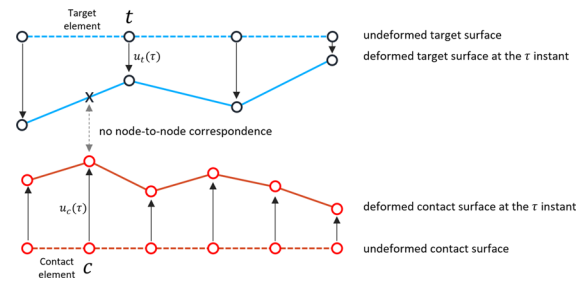 Target
element
t
undeformed target surface
u_t(τ)
deformed target surface at the τ instant
no node-to-node correspondence
u_c(τ)
deformed contact surface at the τ instant
undeformed contact surface
Contact
element
c